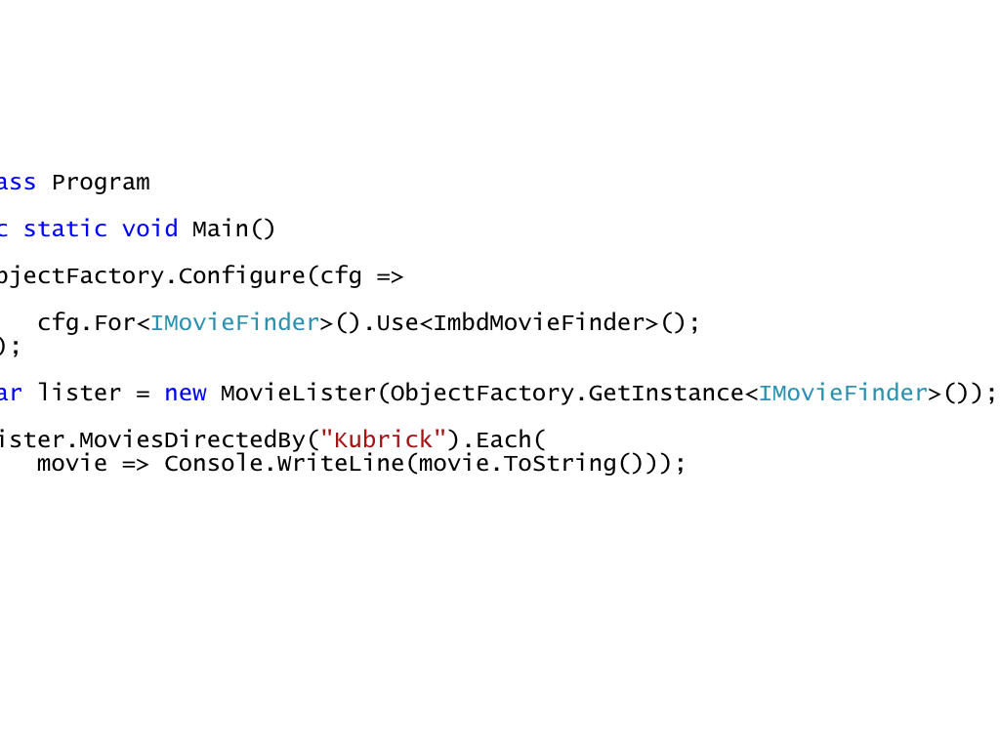 ass Program
c static void Main()
bjectFactory.Configure(cfg =>
cfg.For<IMovieFinder>().Use<ImbdMovieFinder>();
);
ar lister = new MovieLister(ObjectFactory.GetInstance<IMovieFinder>());
ister.MoviesDirectedBy("Kubrick").Each(
movie => Console.WriteLine(movie.ToString()));